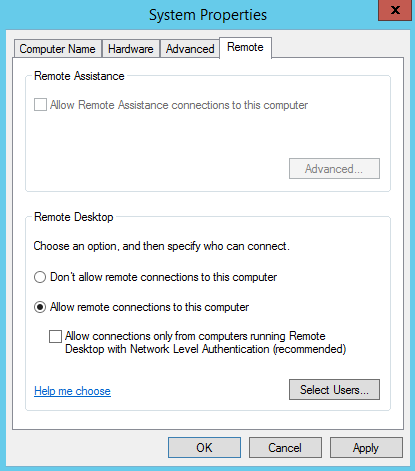 System Properties
x
Computer Name
Hardware
Advanced
Remote
Remote Assistance
Allow Remote Assistance connections to this computer
Advanced...
Remote Desktop
Choose an option, and then specify who can connect.
Don't allow remote connections to this computer
Allow remote connections to this computer
Allow connections only from computers running Remote
Desktop with Network Level Authentication (recommended)
Help me choose
Select Users...
OK
Cancel
Apply